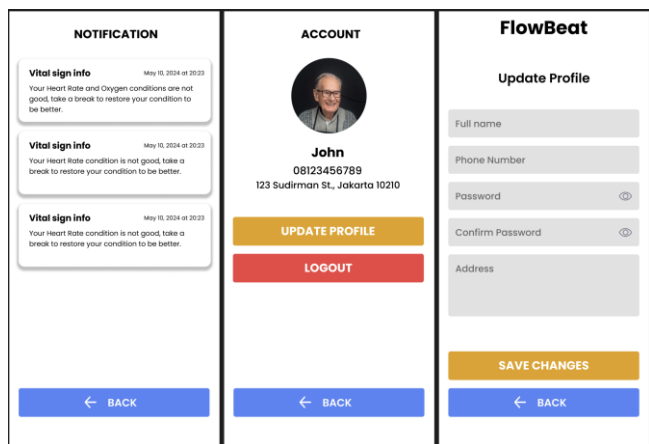 NOTIFICATION
Vital sign info
May 10, 2024 at 20:23
Your Heart Rate and Oxygen conditions are not
good, take a break to restore your condition to
be better.
Vital sign info
May 10, 2024 at 20:23
Your Heart Rate condition is not good, take a
break to restore your condition to be better.
Vital sign info
May 10, 2024 at 20:23
Your Heart Rate condition is not good, take a
break to restore your condition to be better.
BACK
ACCOUNT
John
08123456789
123 Sudirman St., Jakarta 10210
UPDATE PROFILE
LOGOUT
BACK
FlowBeat
Update Profile
Full name
Phone Number
Password
Confirm Password
Address
SAVE CHANGES
BACK